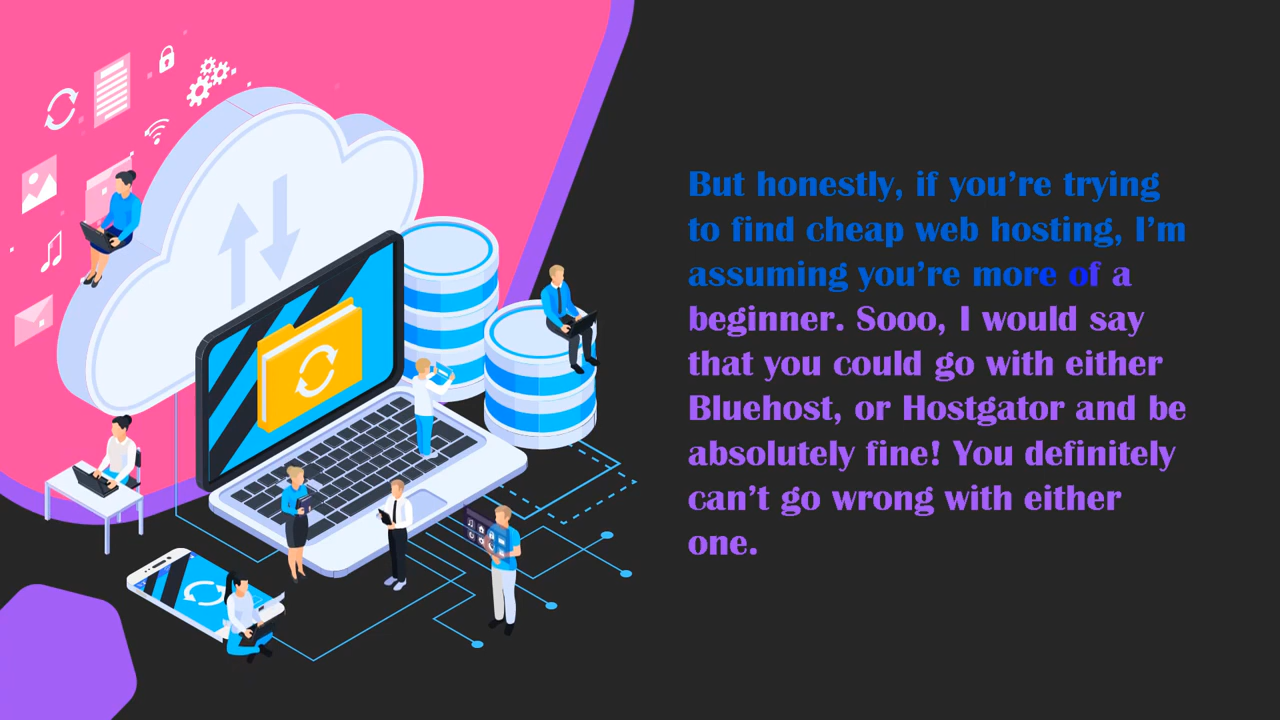 But honestly, if you’re trying
to find cheap web hosting, I’m
assuming you’re more of a
beginner. Sooo, I would say
that you could go with either
Bluehost, or Hostgator and be
absolutely fine! You definitely
can’t go wrong with either
one.